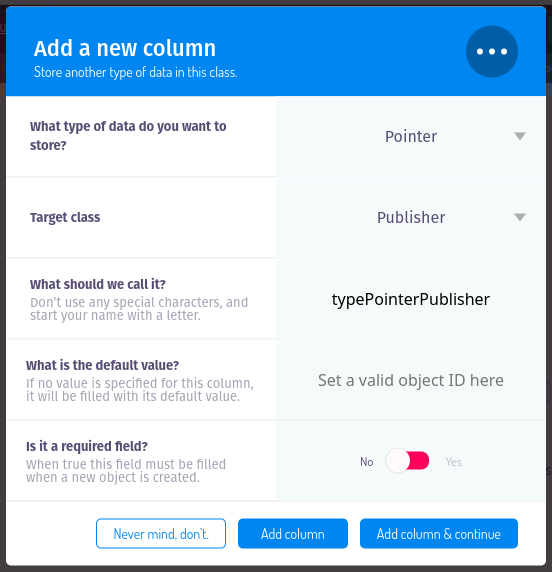 Add a new column
Store another type of data in this class.
What type of data do you want to
store?
Pointer
Target class
Publisher
What should we call it?
Don't use any special characters, and
start your name with a letter.
typePointerPublisher
What is the default value?
If no value is specified for this column,
it will be filled with its default value.
Set a valid object ID here
Is it a required field?
When true this field must be filled
when a new object is created.
No
Yes
Never mind, don't.
Add column
Add column & continue